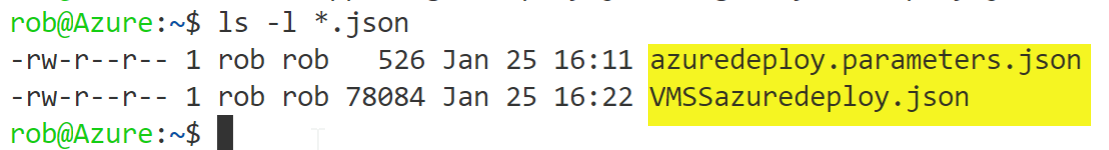 rob@Azure:~$ ls -l *.json
-rw-r--r-- 1 rob rob   526 Jan 25 16:11 azuredeploy.parameters.json
-rw-r--r-- 1 rob rob 78084 Jan 25 16:22 VMSSazuredeploy.json
rob@Azure:~$